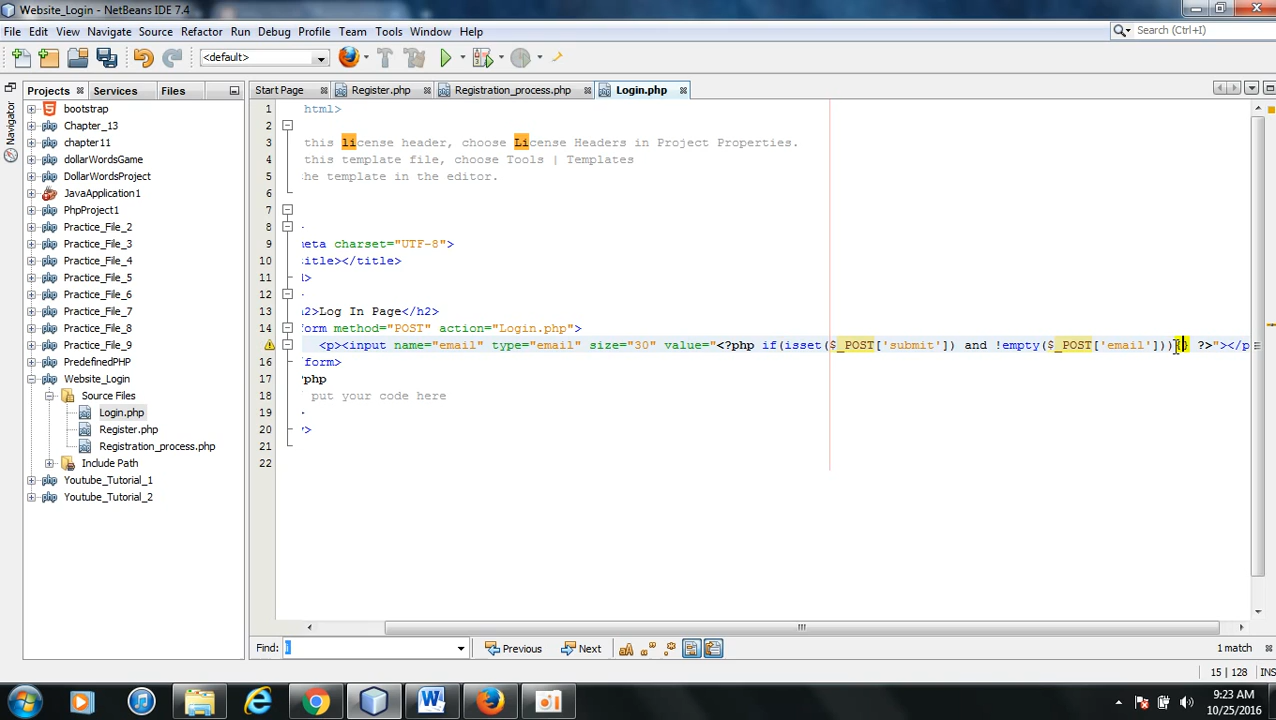 Website_Login - NetBeans IDE 7.4
File Edit View Navigate Source Refactor Run Debug Profile Team Tools Window Help
Search (Ctrl+I)
<default>
Projects Services Files
Start Page Register.php Registration_process.php Login.php
Navigator
bootstrap
Chapter_13
chapter11
dollarWordsGame
DollarWordsProject
JavaApplication1
PhpProject1
Practice_File_2
Practice_File_3
Practice_File_4
Practice_File_5
Practice_File_6
Practice_File_7
Practice_File_8
Practice_File_9
PredefinedPHP
Website_Login
Source Files
Login.php
Register.php
Registration_process.php
Include Path
Youtube_Tutorial_1
Youtube_Tutorial_2
1 html>
2
3 this license header, choose License Headers in Project Properties.
4 this template file, choose Tools | Templates
5 he template in the editor.
6
7
8 >
9 meta charset="UTF-8">
10 title></title>
11 d>
12 >
13 h2>Log In Page</h2>
14 form method="POST" action="Login.php">
<p><input name="email" type="email" size="30" value="<?php if(isset($_POST['submit']) and !empty($_POST['email'])){} ?>"></p
16 /form>
17 ?php
18 put your code here
19 >
20 y>
21
22
Find: Previous Next 1 match
15 | 128 INS
9:23 AM
10/25/2016